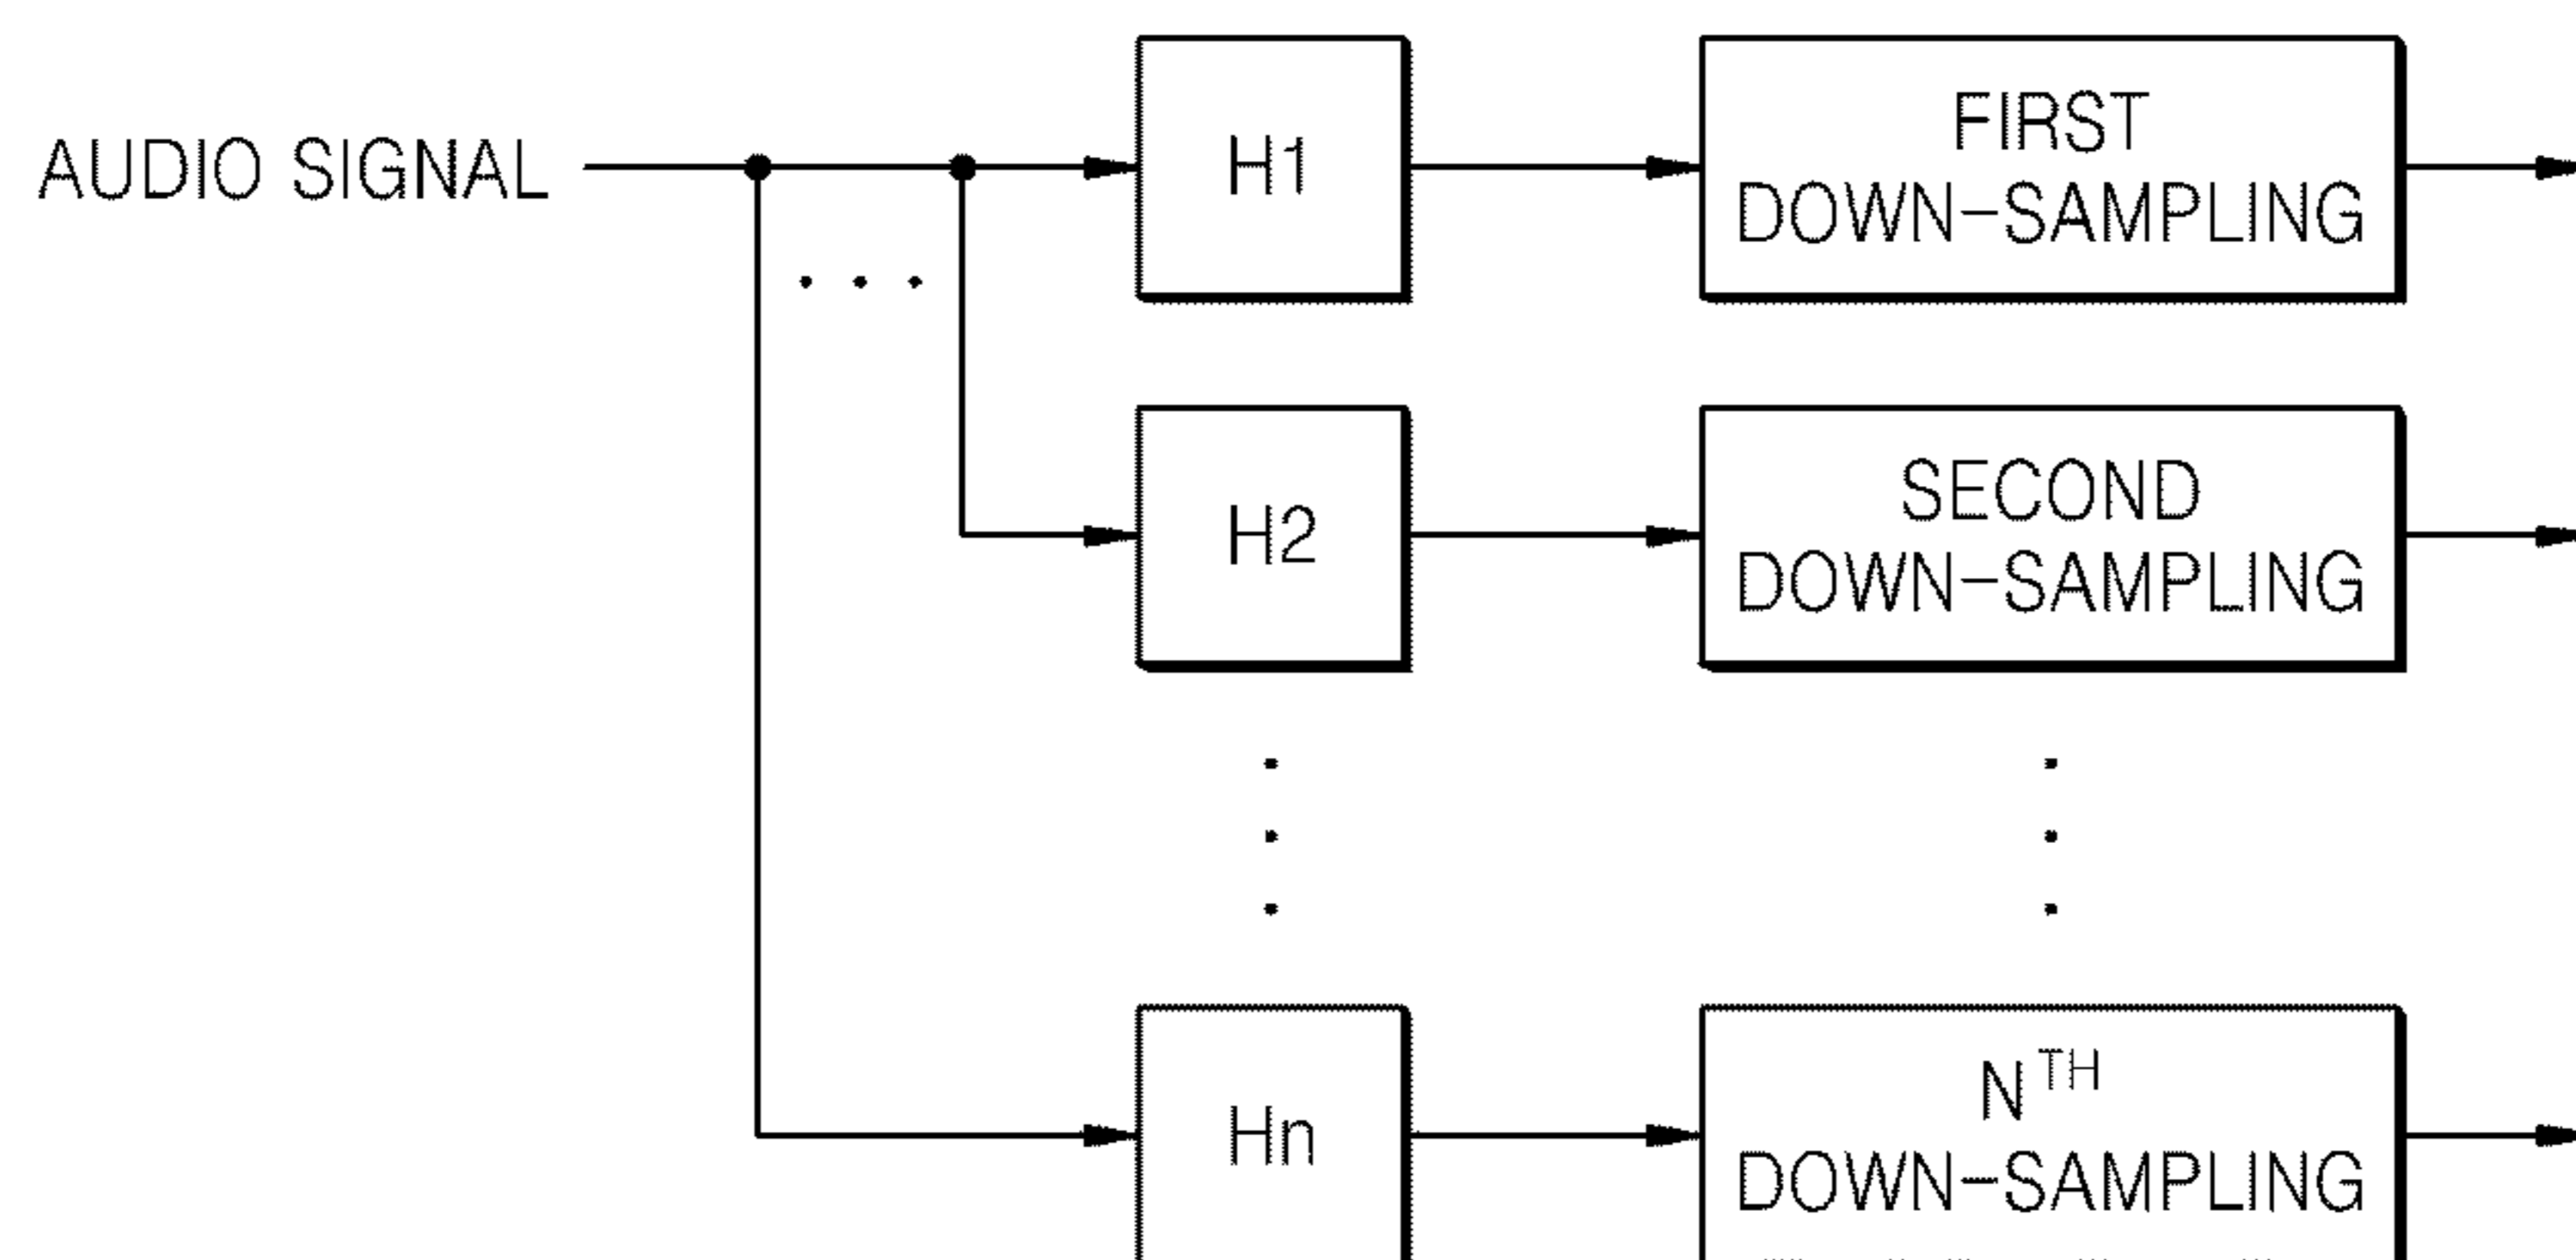 AUDIO SIGNAL
H1
FIRST
DOWN-SAMPLING
H2
SECOND
DOWN-SAMPLING
Hn
N^TH
DOWN-SAMPLING